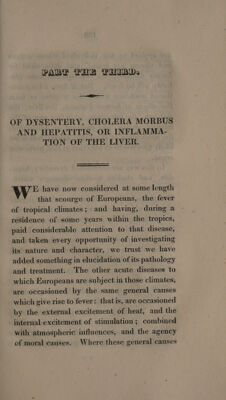 PART THE THIRD.
OF DYSENTERY, CHOLERA MORBUS
AND HEPATITIS, OR INFLAMMA-
TION OF THE LIVER.
WE have now considered at some length
that scourge of Europeans, the fever
of tropical climates; and having, during a
residence of some years within the tropics,
paid considerable attention to that disease,
and taken every opportunity of investigating
its nature and character, we trust we have
added something in elucidation of its pathology
and treatment. The other acute diseases to
which Europeans are subject in those climates,
are occasioned by the same general causes
which give rise to fever: that is, are occasioned
by the external excitement of heat, and the
internal excitement of stimulation; combined
with atmospheric influences, and the agency
of moral causes. Where these general causes